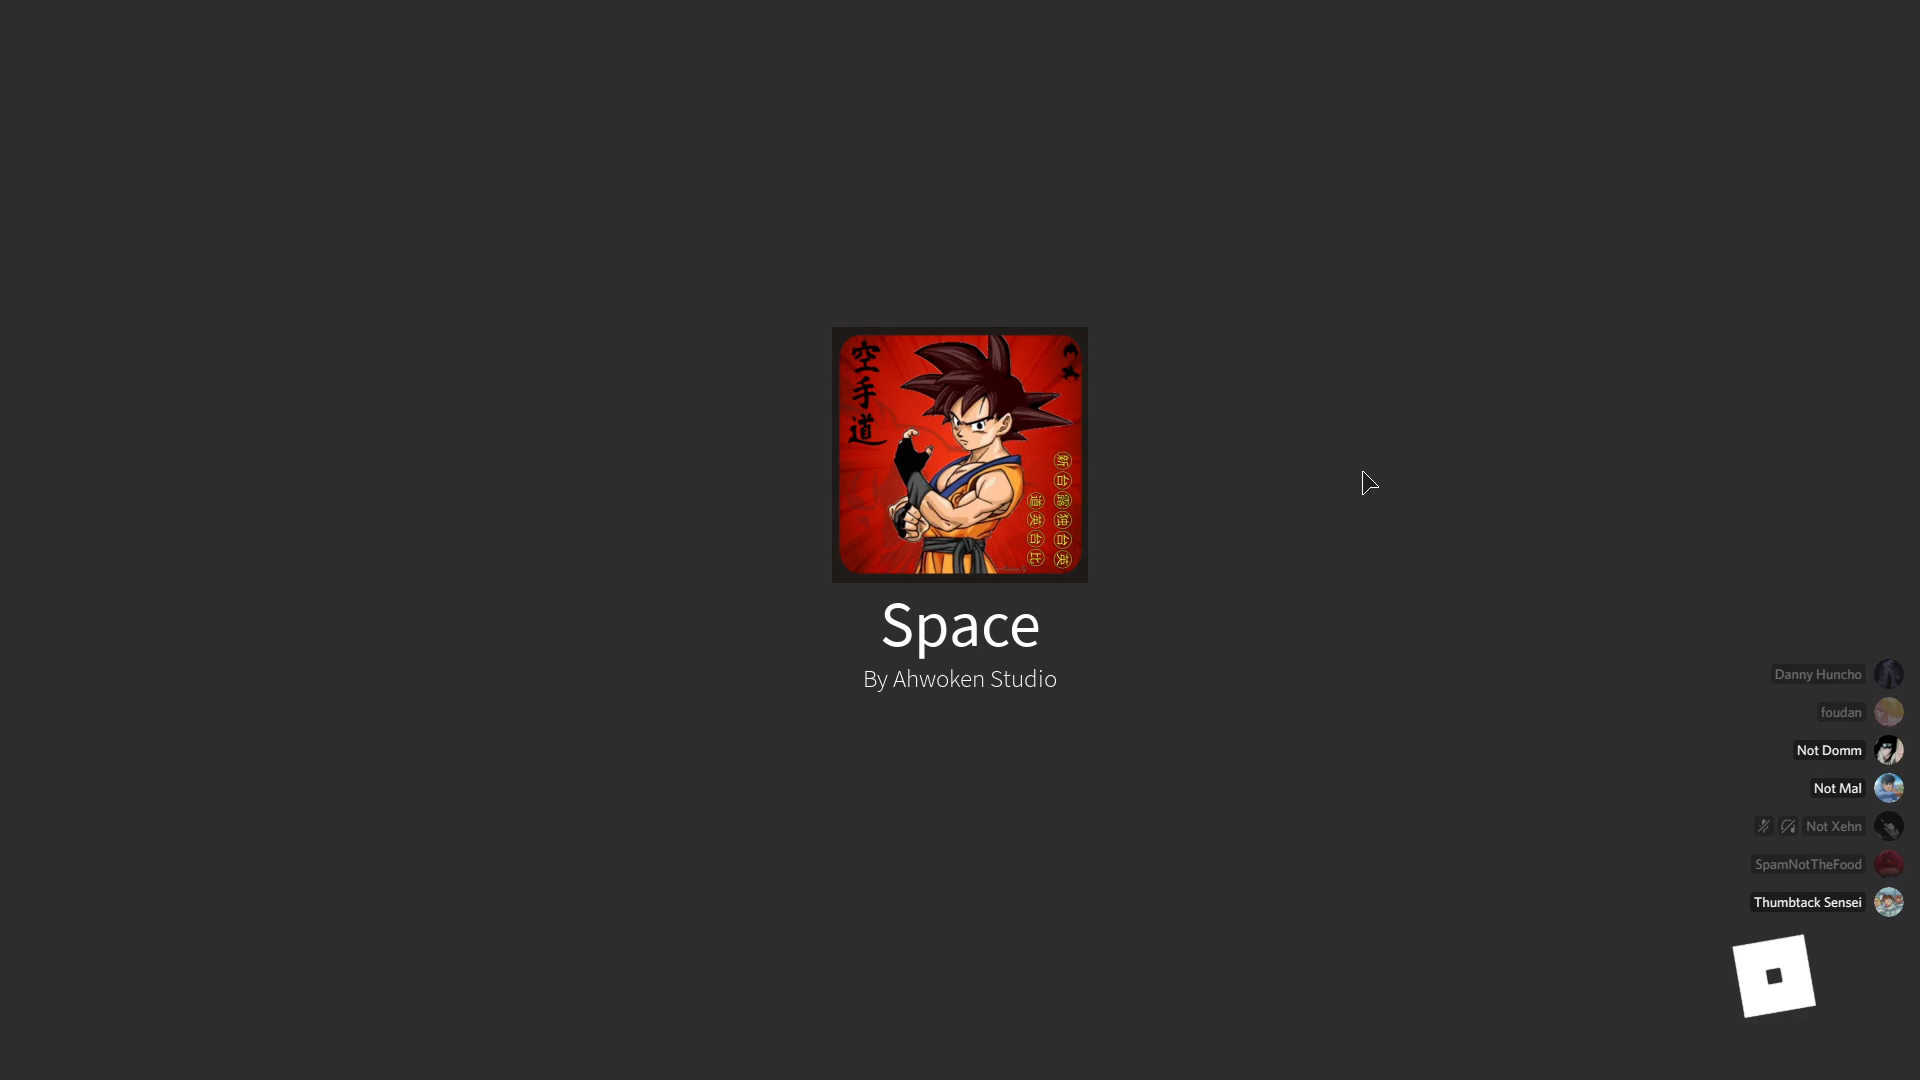 空手道
Space
By Ahwoken Studio
Danny Huncho
foudan
Not Domm
Not Mal
Not Xehn
SpamNotTheFood
Thumbtack Sensei